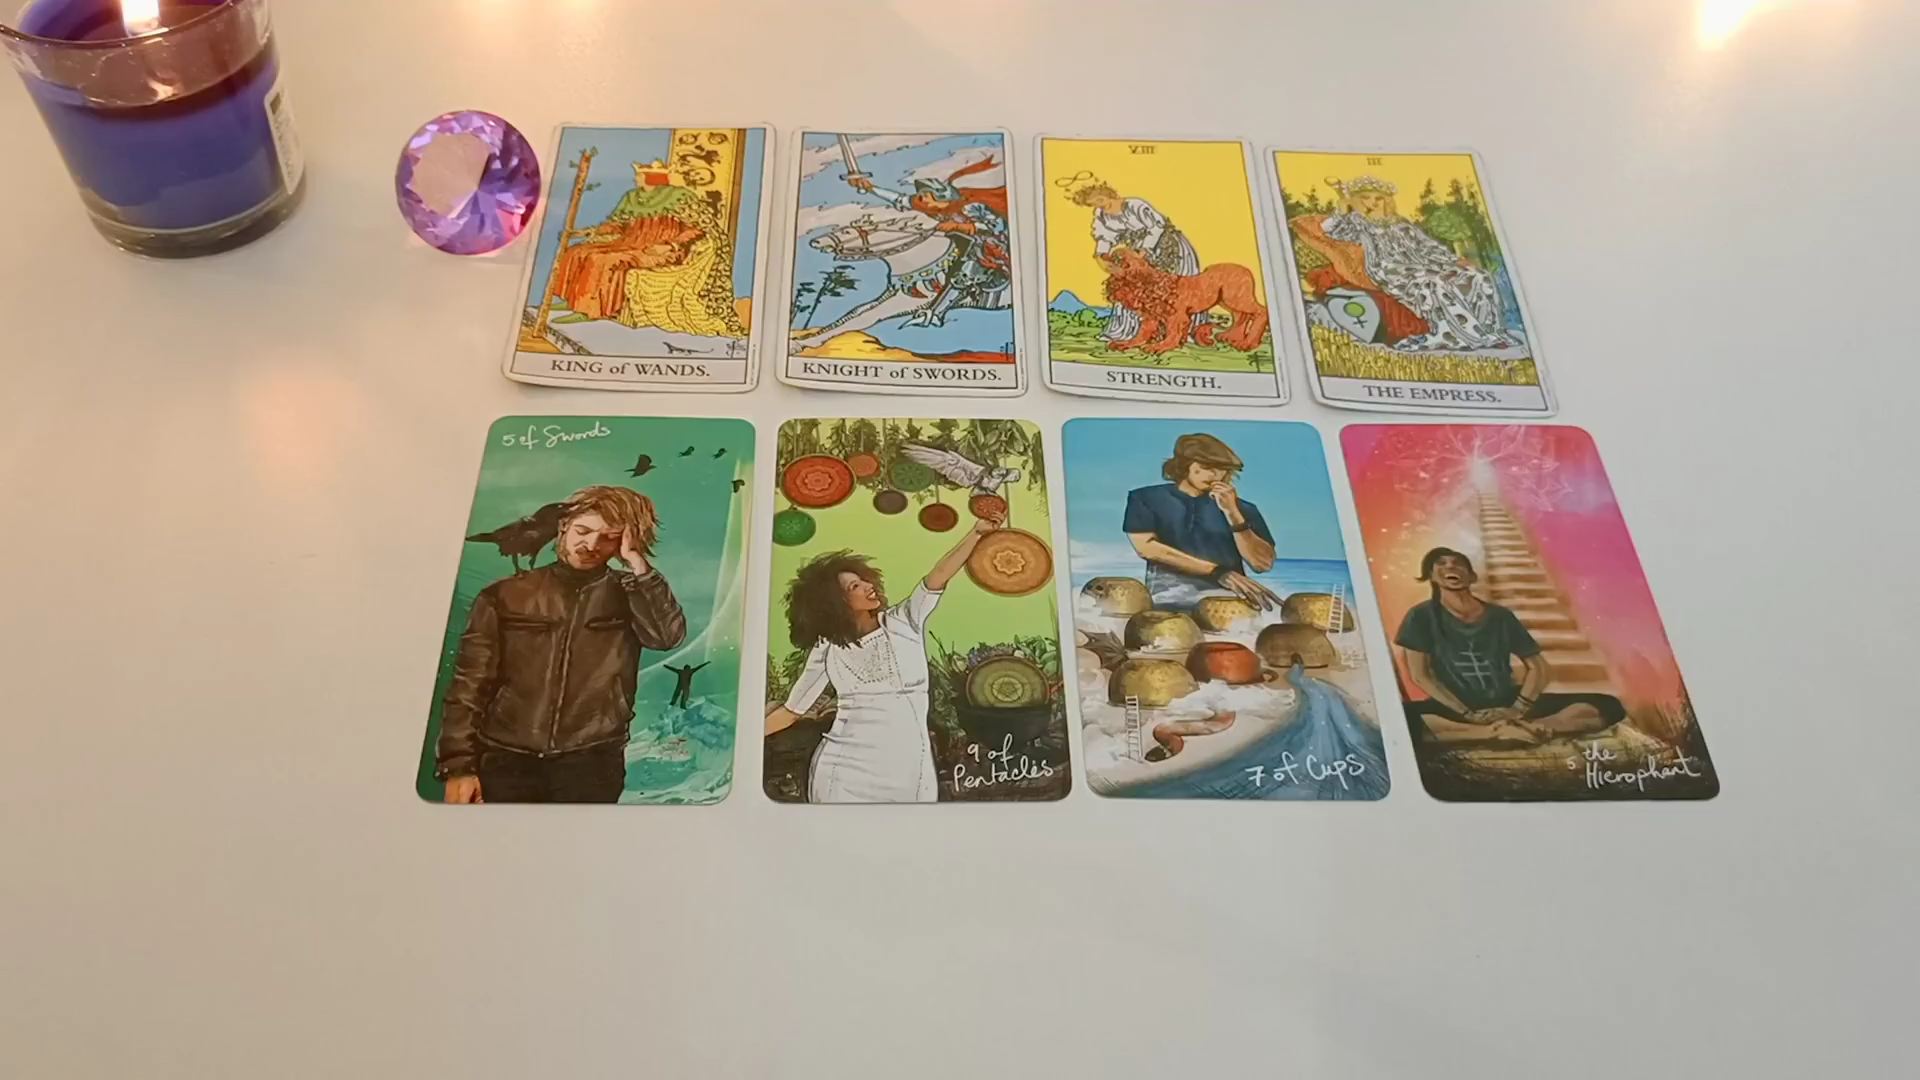 KING of WANDS.
KNIGHT of SWORDS.
VIII
STRENGTH.
III
THE EMPRESS.
5 of Swords
9 of
Pentacles
7 of Cups
5 the
Hierophant